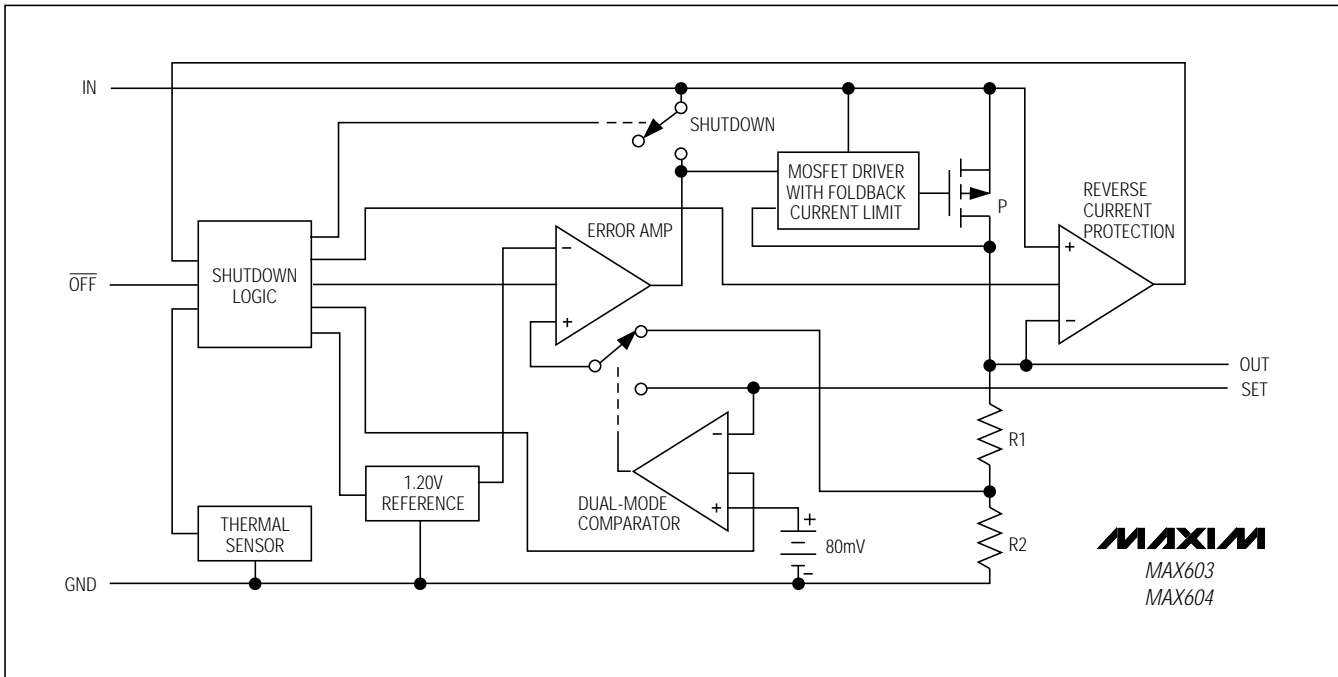 IN
SHUTDOWN
MOSFET DRIVER
WITH FOLDBACK
CURRENT LIMIT
P
REVERSE
CURRENT
PROTECTION
+
−
ERROR AMP
−
+
OFF
SHUTDOWN
LOGIC
OUT
SET
R1
−
+
DUAL-MODE
COMPARATOR
1.20V
REFERENCE
THERMAL
SENSOR
+
80mV
−
R2
GND
MAXIM
MAX603
MAX604